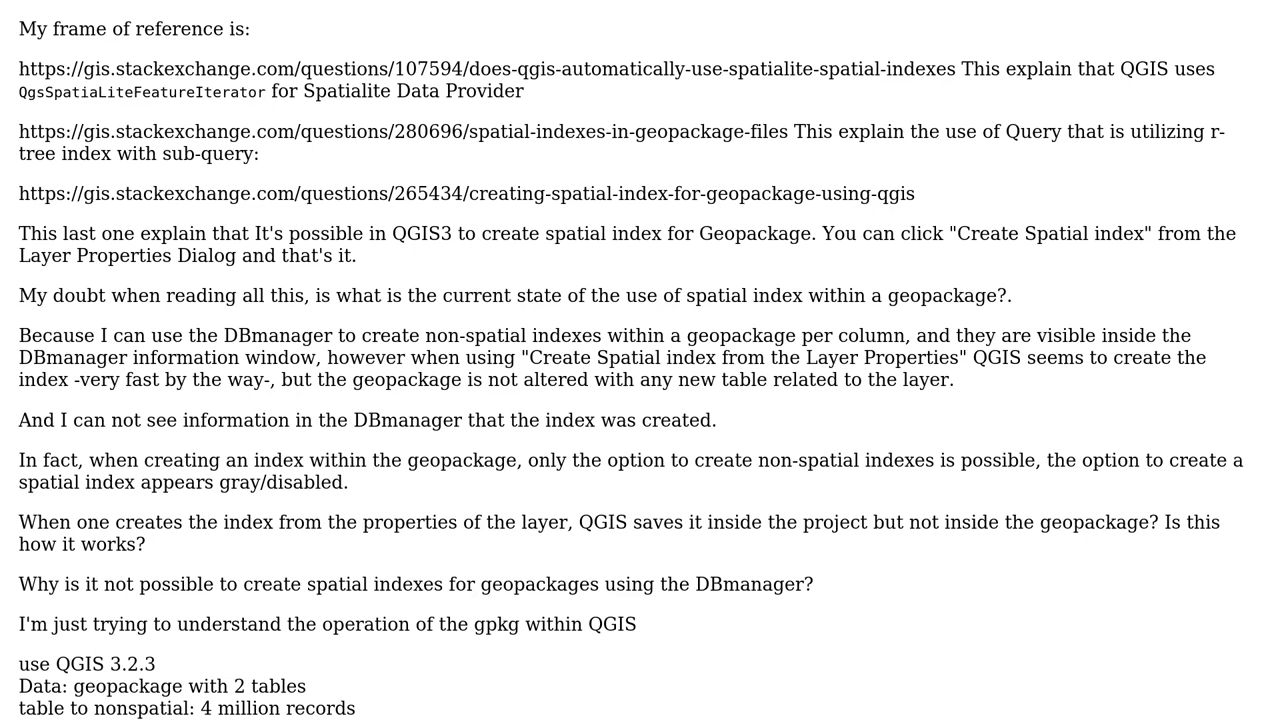 My frame of reference is:
https://gis.stackexchange.com/questions/107594/does-qgis-automatically-use-spatialite-spatial-indexes This explain that QGIS uses
QgsSpatiaLiteFeatureIterator for Spatialite Data Provider
https://gis.stackexchange.com/questions/280696/spatial-indexes-in-geopackage-files This explain the use of Query that is utilizing r-
tree index with sub-query:
https://gis.stackexchange.com/questions/265434/creating-spatial-index-for-geopackage-using-qgis
This last one explain that It's possible in QGIS3 to create spatial index for Geopackage. You can click "Create Spatial index" from the
Layer Properties Dialog and that's it.
My doubt when reading all this, is what is the current state of the use of spatial index within a geopackage?.
Because I can use the DBmanager to create non-spatial indexes within a geopackage per column, and they are visible inside the
DBmanager information window, however when using "Create Spatial index from the Layer Properties" QGIS seems to create the
index -very fast by the way-, but the geopackage is not altered with any new table related to the layer.
And I can not see information in the DBmanager that the index was created.
In fact, when creating an index within the geopackage, only the option to create non-spatial indexes is possible, the option to create a
spatial index appears gray/disabled.
When one creates the index from the properties of the layer, QGIS saves it inside the project but not inside the geopackage? Is this
how it works?
Why is it not possible to create spatial indexes for geopackages using the DBmanager?
I'm just trying to understand the operation of the gpkg within QGIS
use QGIS 3.2.3
Data: geopackage with 2 tables
table to nonspatial: 4 million records